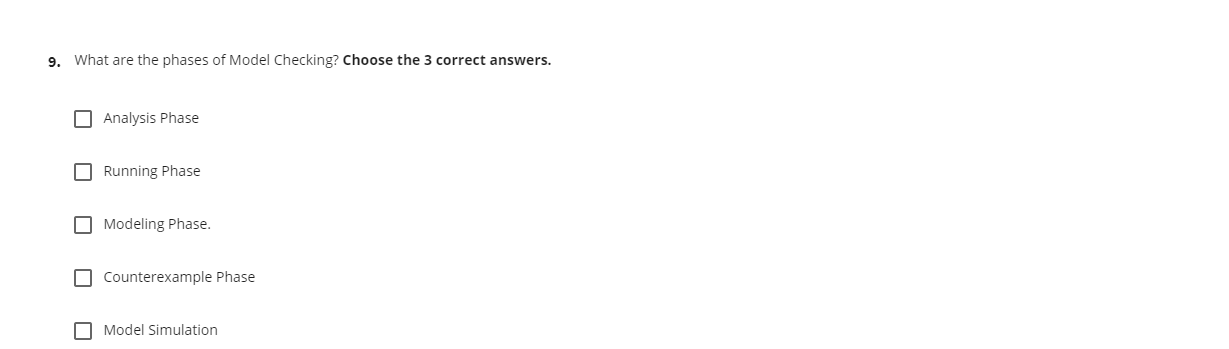 9. What are the phases of Model Checking? Choose the 3 correct answers.
Analysis Phase
Running Phase
Modeling Phase.
Counterexample Phase
Model Simulation